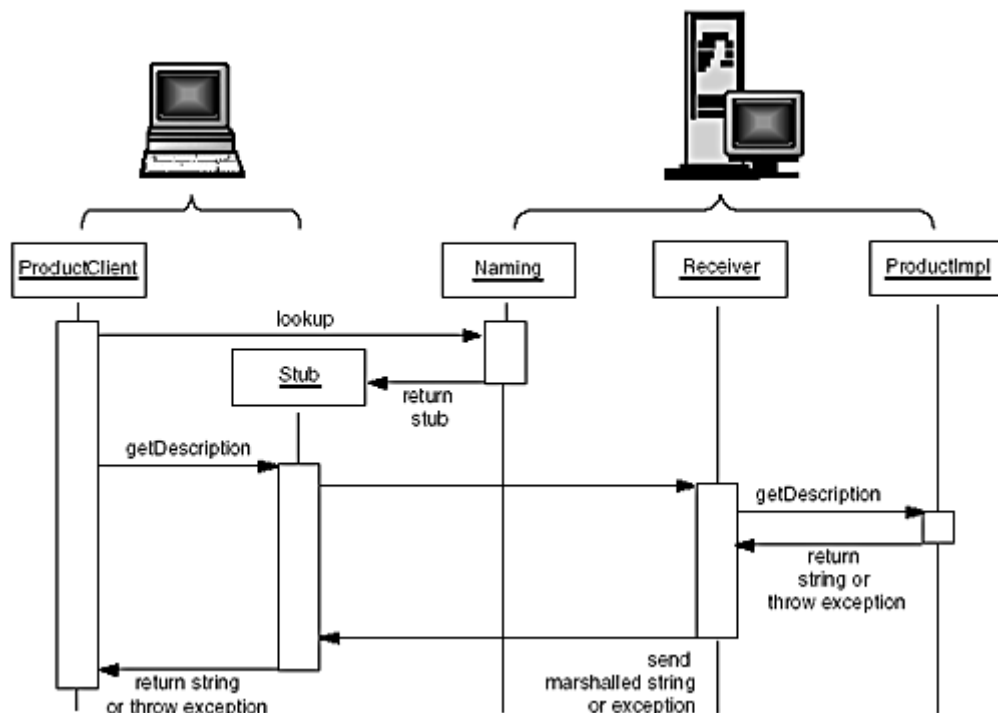 ProductClient
Naming
Receiver
ProductImpl
lookup
Stub
return
stub
getDescription
getDescription
return
string or
throw exception
return string
or throw exception
send
marshalled string
or exception